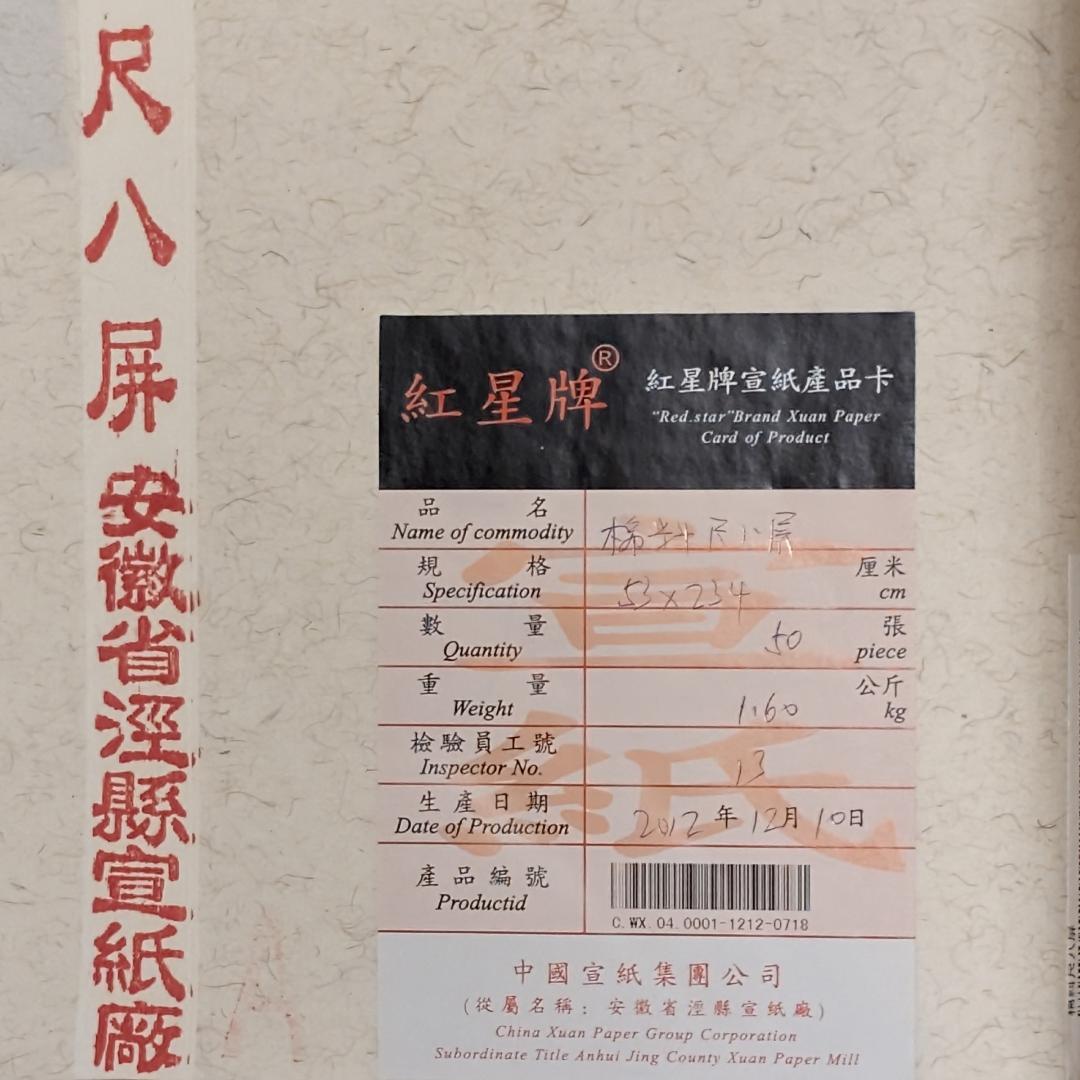 尺八屏
安徽省涇縣宣紙廠
紅星牌®
紅星牌宣紙產品卡
"Red.star"Brand Xuan Paper
Card of Product
品名
Name of commodity
棉料尺八屏
規格
Specification
53×234
厘米
cm
數量
Quantity
50
張
piece
重量
Weight
1.60
公斤
kg
檢驗員工號
Inspector No.
13
生產日期
Date of Production
2012年12月10日
產品編號
Productid
C.WX.04.0001-1212-0718
中國宣紙集團公司
(從屬名稱：安徽省涇縣宣紙廠)
China Xuan Paper Group Corporation
Subordinate Title Anhui Jing County Xuan Paper Mill
宣紙